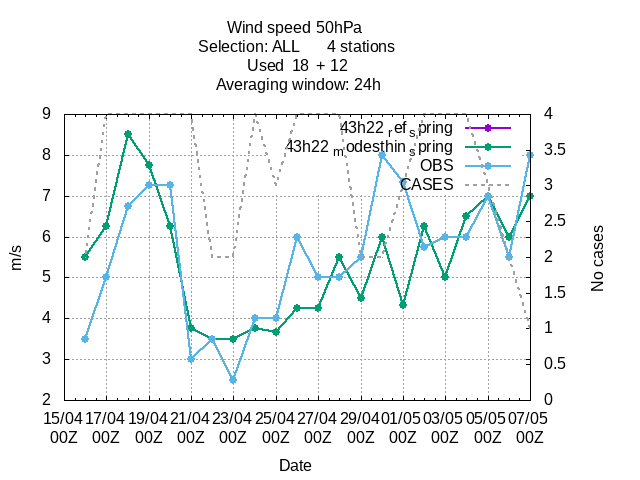 Wind speed 50hPa
Selection: ALL 4 stations
Used 18 + 12
Averaging window: 24h
43h22 ref spring
43h22 modesthin spring
OBS
CASES
9
8
7
6
5
4
3
2
m/s
4
3.5
3
2.5
2
1.5
1
0.5
0
No cases
15/04 17/04 19/04 21/04 23/04 25/04 27/04 29/04 01/05 03/05 05/05 07/05
00Z 00Z 00Z 00Z 00Z 00Z 00Z 00Z 00Z 00Z 00Z 00Z
Date